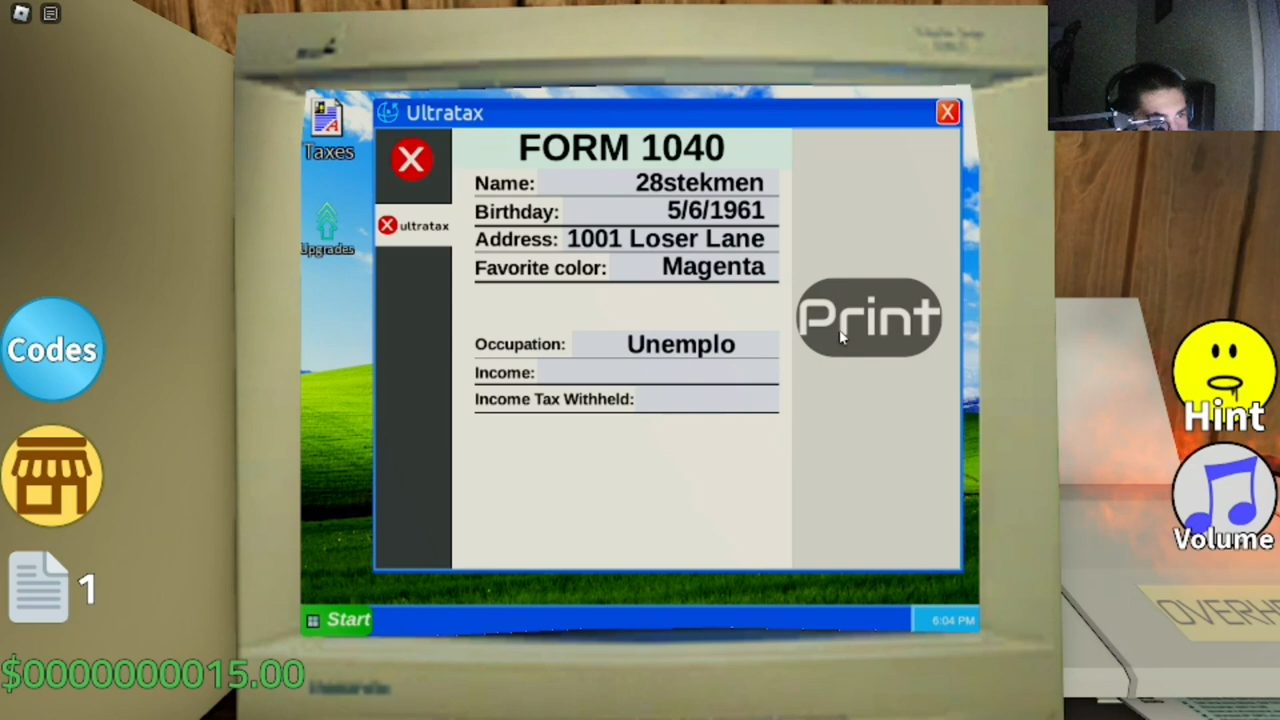 Ultratax
Taxes
FORM 1040
Name: 28stekmen
Birthday: 5/6/1961
ultratax
Address: 1001 Loser Lane
Upgrades
Favorite color: Magenta
Print
Codes
Occupation: Unemplo
Income:
Income Tax Withheld:
Hint
Volume
1
OVERH
Start
6:04 PM
$0000000015.00